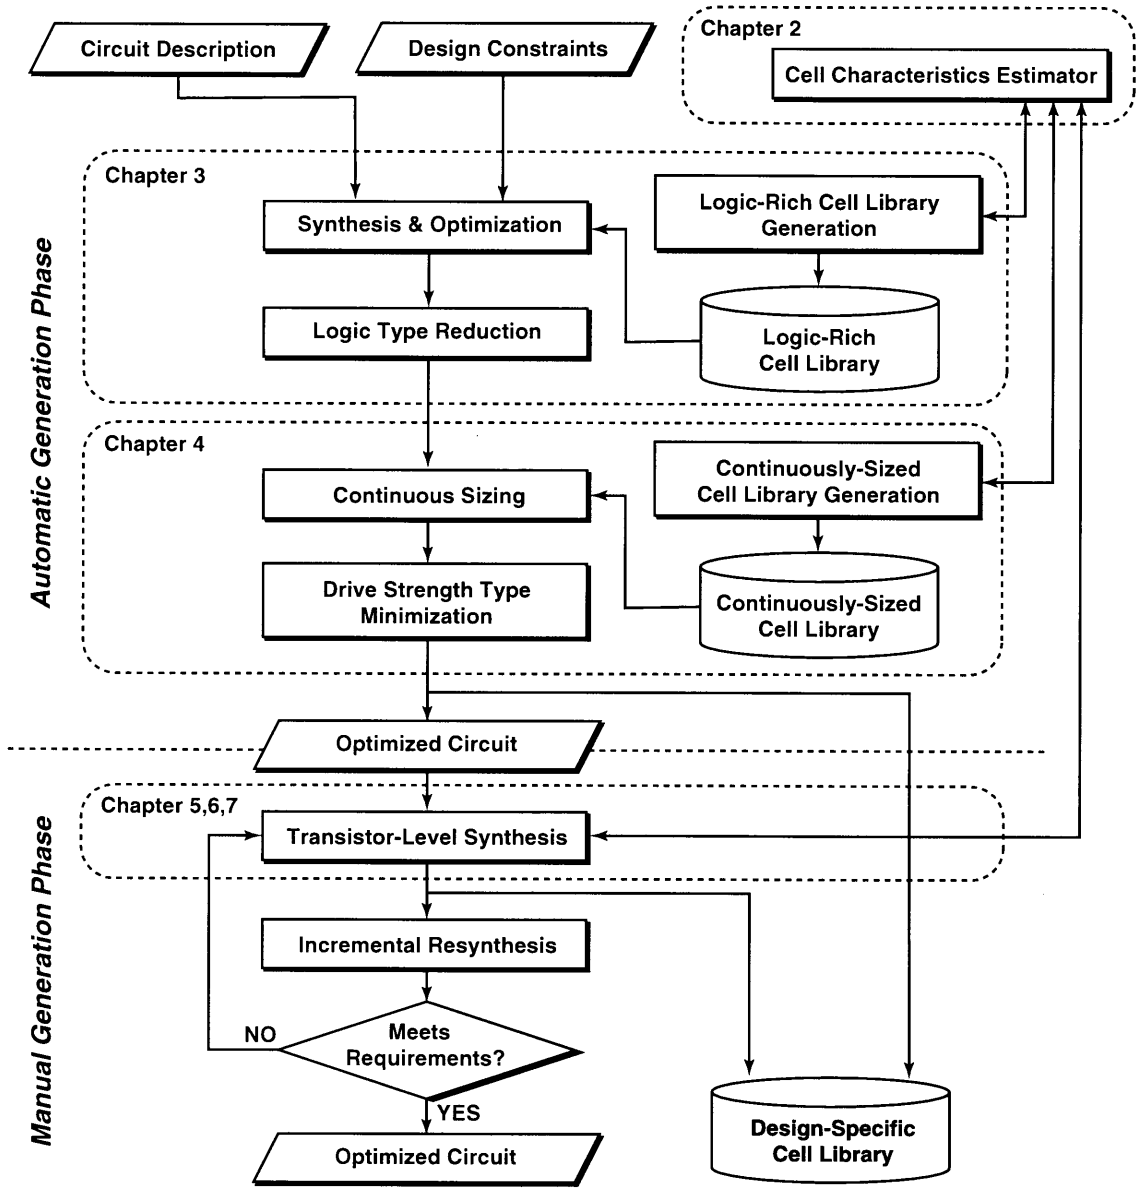 Circuit Description
Design Constraints
Chapter 2
Cell Characteristics Estimator
Automatic Generation Phase
Chapter 3
Synthesis & Optimization
Logic-Rich Cell Library
Generation
Logic Type Reduction
Logic-Rich
Cell Library
Chapter 4
Continuous Sizing
Continuously-Sized
Cell Library Generation
Drive Strength Type
Minimization
Continuously-Sized
Cell Library
Optimized Circuit
Manual Generation Phase
Chapter 5,6,7
Transistor-Level Synthesis
Incremental Resynthesis
NO
Meets
Requirements?
YES
Optimized Circuit
Design-Specific
Cell Library